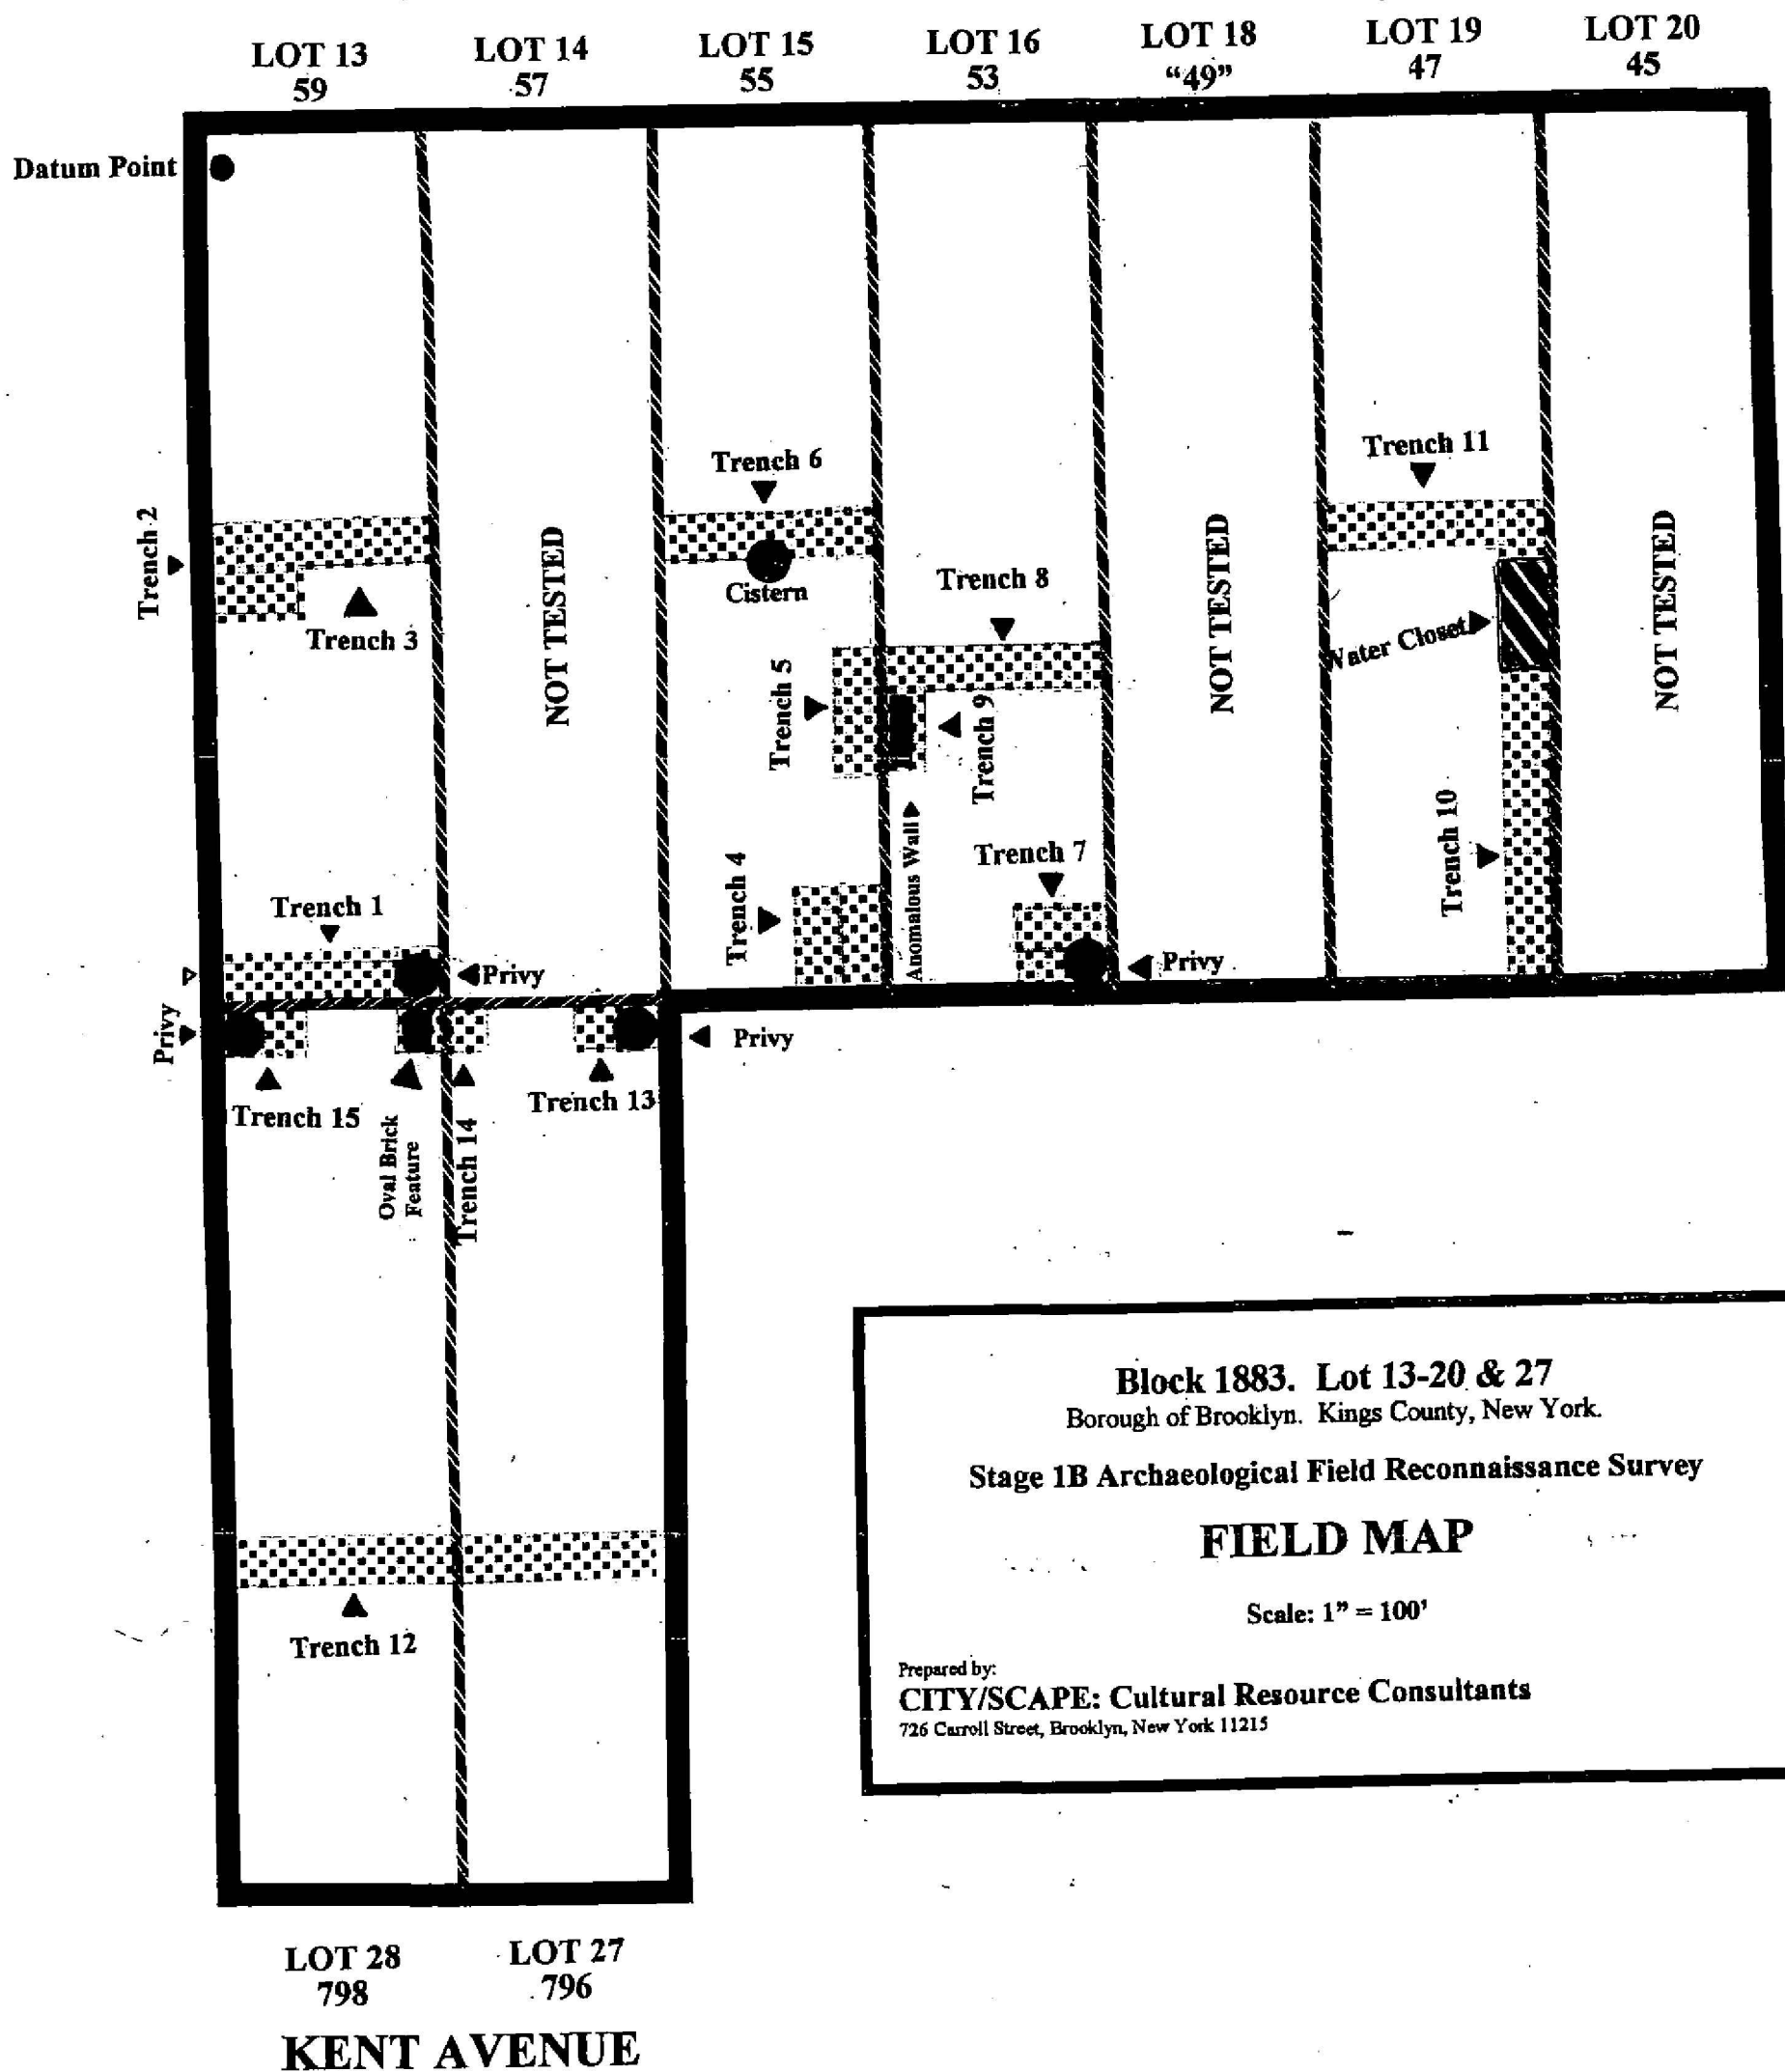 LOT 13
59
LOT 14
57
LOT 15
55
LOT 16
53
LOT 18
“49”
LOT 19
47
LOT 20
45
Datum Point
Trench 2
Trench 3
NOT TESTED
Trench 6
Cistern
Trench 8
Trench 5
Trench 9
NOT TESTED
Trench 11
Water Closet
NOT TESTED
Trench 10
Trench 4
Anomalous Wall
Trench 7
Privy
Trench 1
Privy
Privy
Privy
Trench 15
Oval Brick
Feature
Trench 14
Trench 13
Trench 12
Block 1883. Lot 13-20 & 27
Borough of Brooklyn. Kings County, New York.
Stage 1B Archaeological Field Reconnaissance Survey
FIELD MAP
Scale: 1” = 100’
Prepared by:
CITY/SCAPE: Cultural Resource Consultants
726 Carroll Street, Brooklyn, New York 11215
LOT 28
798
LOT 27
796
KENT AVENUE